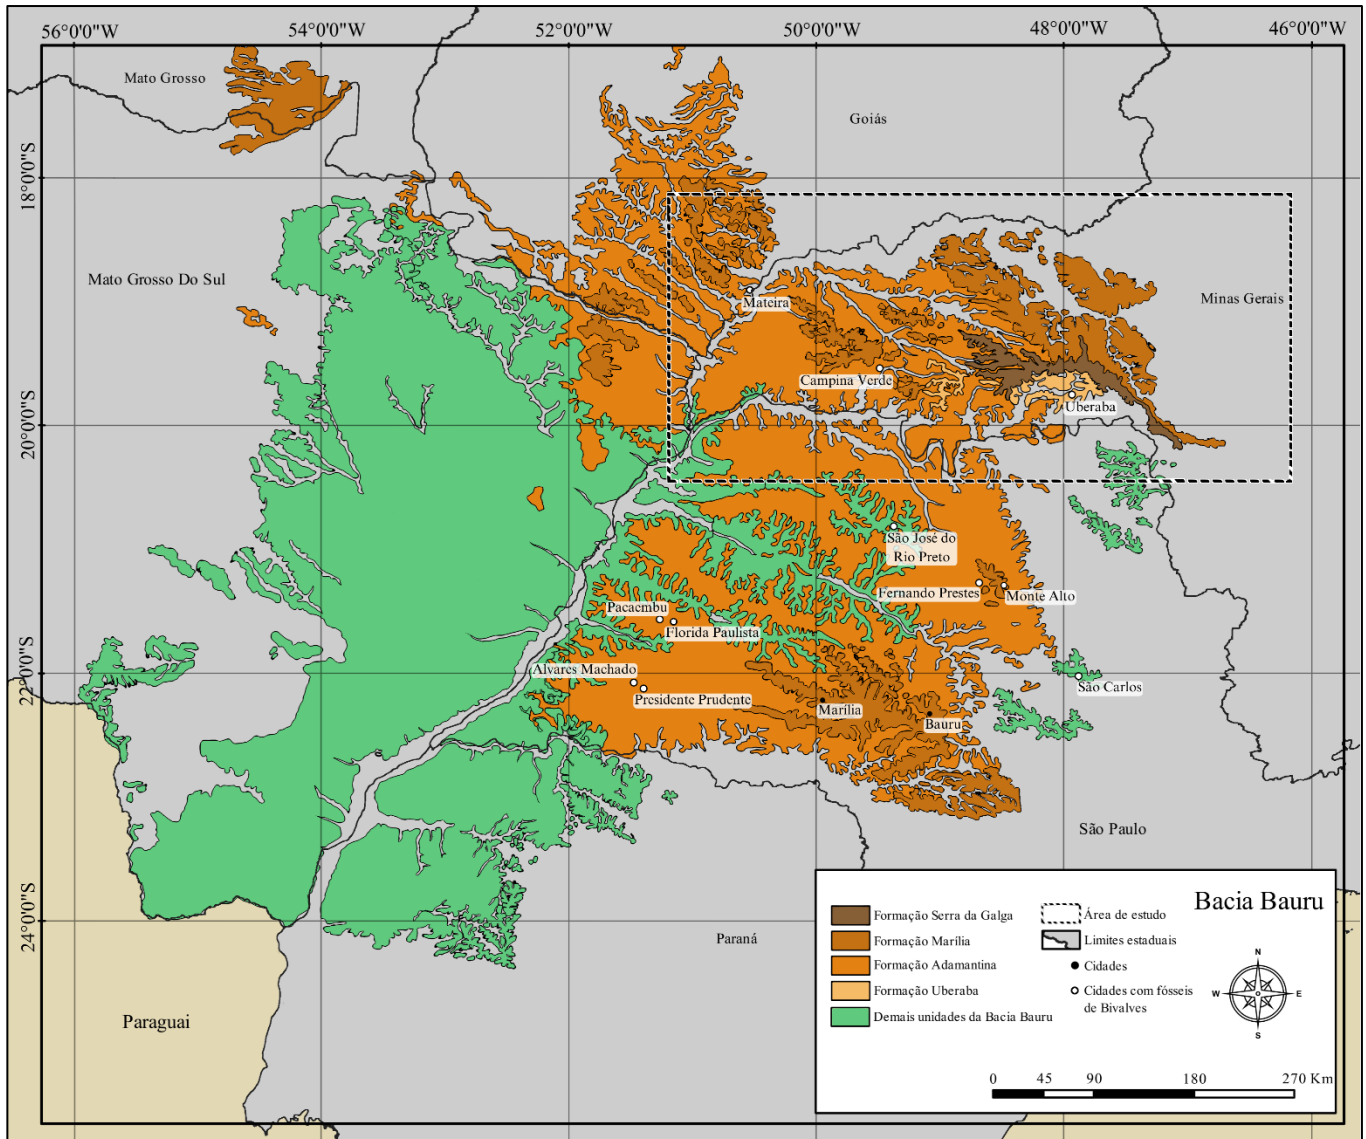 56°0'0"W
54°0'0"W
52°0'0"W
50°0'0"W
48°0'0"W
46°0'0"W
Mato Grosso
Goiás
18°0'0"S
Mato Grosso Do Sul
Minas Gerais
Mateira
Campina Verde
Uberaba
20°0'0"S
São José do
Rio Preto
Fernando Prestes
Monte Alto
Pacaembu
Florida Paulista
Alvares Machado
22°0'0"S
São Carlos
Presidente Prudente
Marília
Bauru
São Paulo
24°0'0"S
Paraná
Paraguai
Bacia Bauru
Formação Serra da Galga
Formação Marília
Formação Adamantina
Formação Uberaba
Demais unidades da Bacia Bauru
Área de estudo
Limites estaduais
Cidades
Cidades com fósseis
de Bivalves
N
W
E
S
0 45 90 180 270 Km